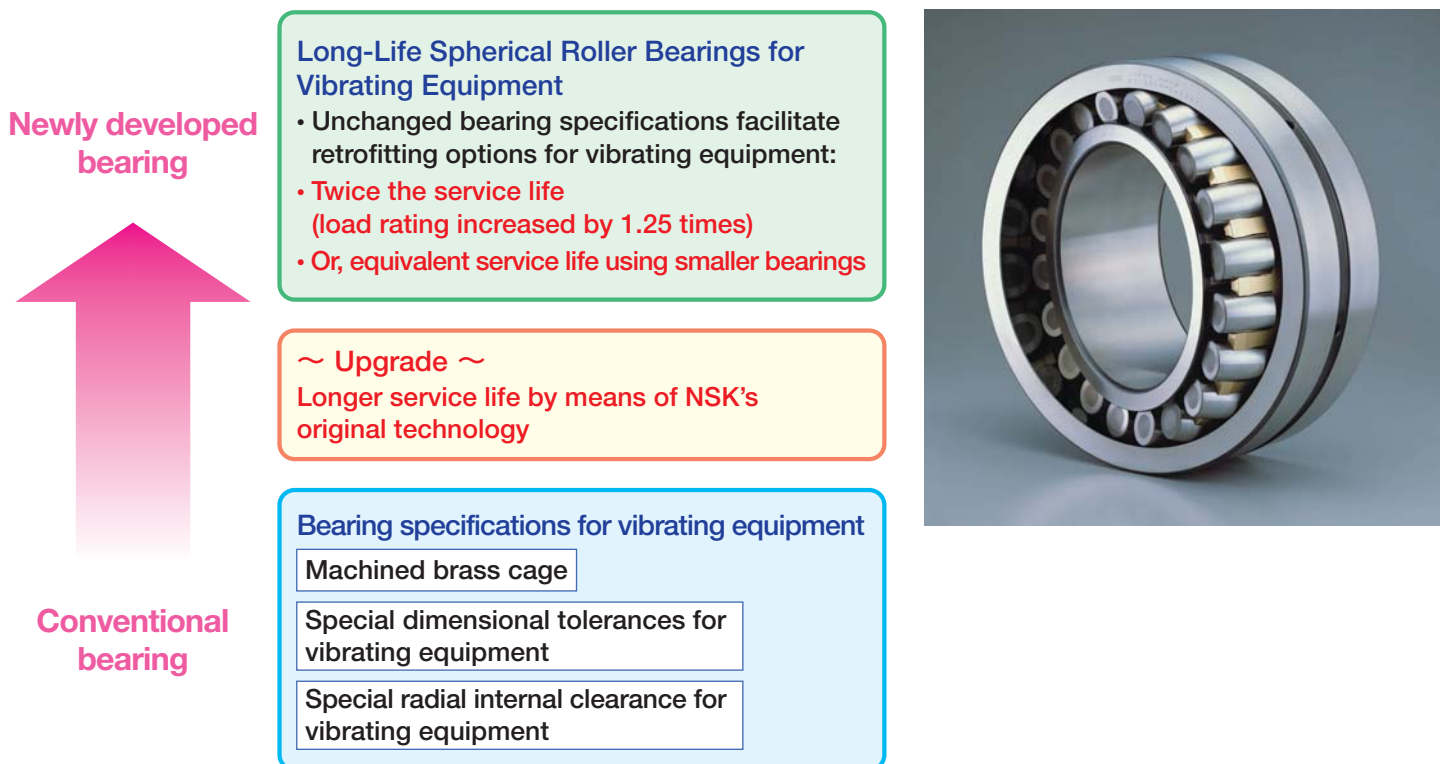 Newly developed
bearing
Long-Life Spherical Roller Bearings for
Vibrating Equipment
• Unchanged bearing specifications facilitate
retrofitting options for vibrating equipment:
• Twice the service life
(load rating increased by 1.25 times)
• Or, equivalent service life using smaller bearings
～ Upgrade ～
Longer service life by means of NSK's
original technology
Conventional
bearing
Bearing specifications for vibrating equipment
Machined brass cage
Special dimensional tolerances for
vibrating equipment
Special radial internal clearance for
vibrating equipment